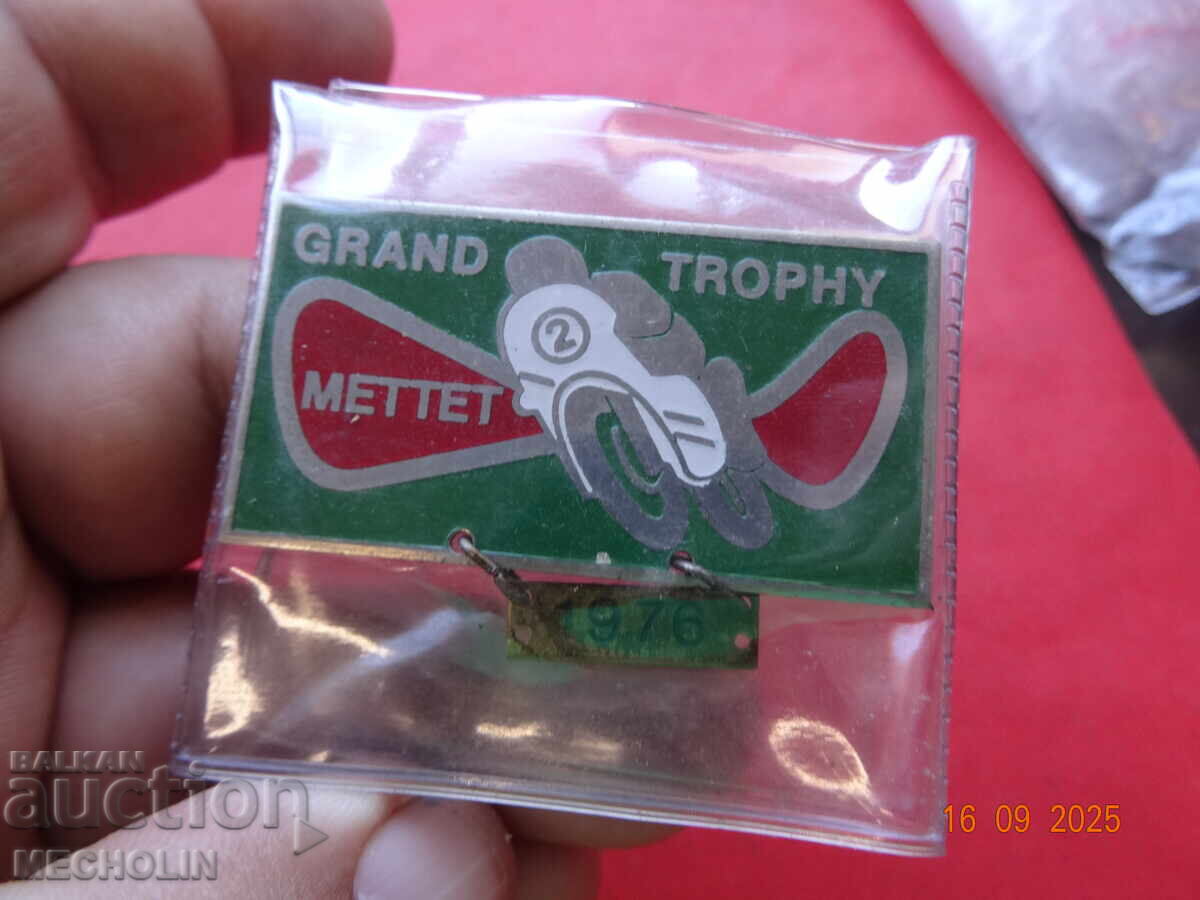 GRAND TROPHY
2
METTET
1976
BALKAN
auction
MECHOLIN
16 09 2025